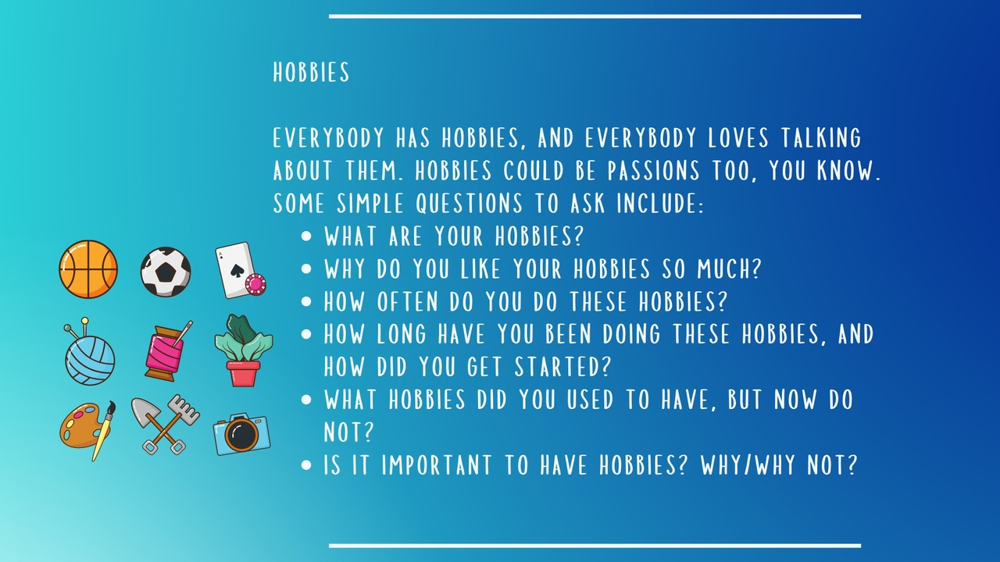 HOBBIES
EVERYBODY HAS HOBBIES, AND EVERYBODY LOVES TALKING
ABOUT THEM. HOBBIES COULD BE PASSIONS TOO, YOU KNOW.
SOME SIMPLE QUESTIONS TO ASK INCLUDE:
• WHAT ARE YOUR HOBBIES?
• WHY DO YOU LIKE YOUR HOBBIES SO MUCH?
• HOW OFTEN DO YOU DO THESE HOBBIES?
• HOW LONG HAVE YOU BEEN DOING THESE HOBBIES, AND
HOW DID YOU GET STARTED?
• WHAT HOBBIES DID YOU USED TO HAVE, BUT NOW DO
NOT?
• IS IT IMPORTANT TO HAVE HOBBIES? WHY/WHY NOT?